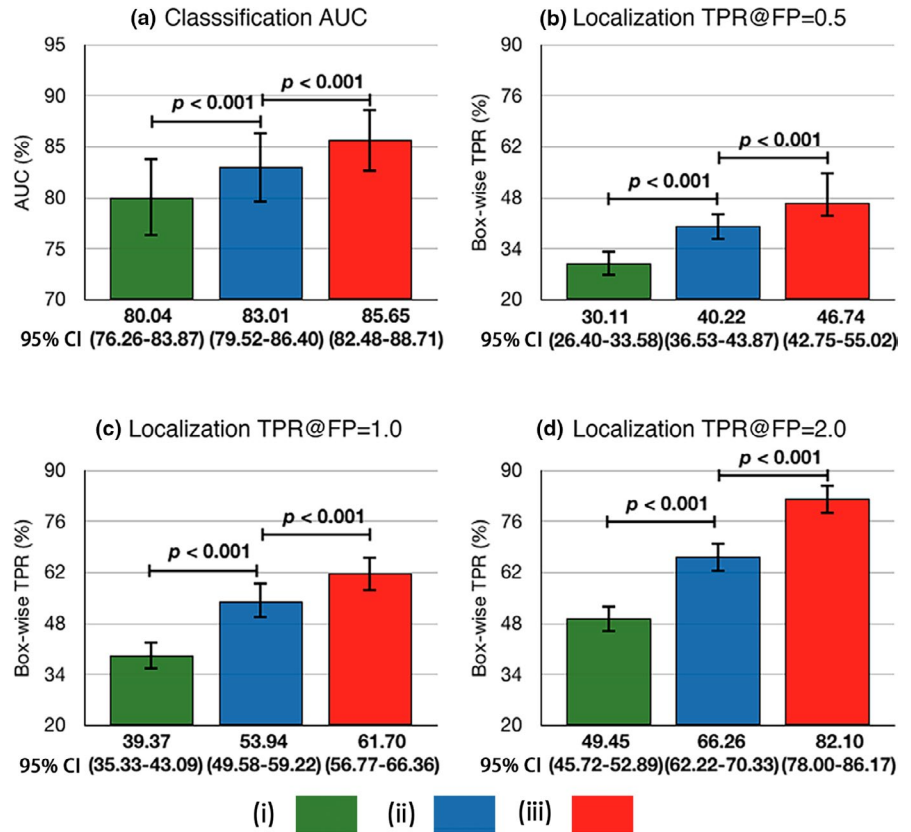 (a) Classsification AUC
AUC (%)
95
90
85
80
75
70
p < 0.001
p < 0.001
80.04 83.01 85.65
95% CI (76.26-83.87) (79.52-86.40) (82.48-88.71)
(b) Localization TPR@FP=0.5
Box-wise TPR (%)
90
76
62
48
34
20
p < 0.001
p < 0.001
30.11 40.22 46.74
95% CI (26.40-33.58) (36.53-43.87) (42.75-55.02)
(c) Localization TPR@FP=1.0
Box-wise TPR (%)
90
76
62
48
34
20
p < 0.001
p < 0.001
39.37 53.94 61.70
95% CI (35.33-43.09) (49.58-59.22) (56.77-66.36)
(d) Localization TPR@FP=2.0
Box-wise TPR (%)
90
76
62
48
34
20
p < 0.001
p < 0.001
49.45 66.26 82.10
95% CI (45.72-52.89) (62.22-70.33) (78.00-86.17)
(i) (ii) (iii)